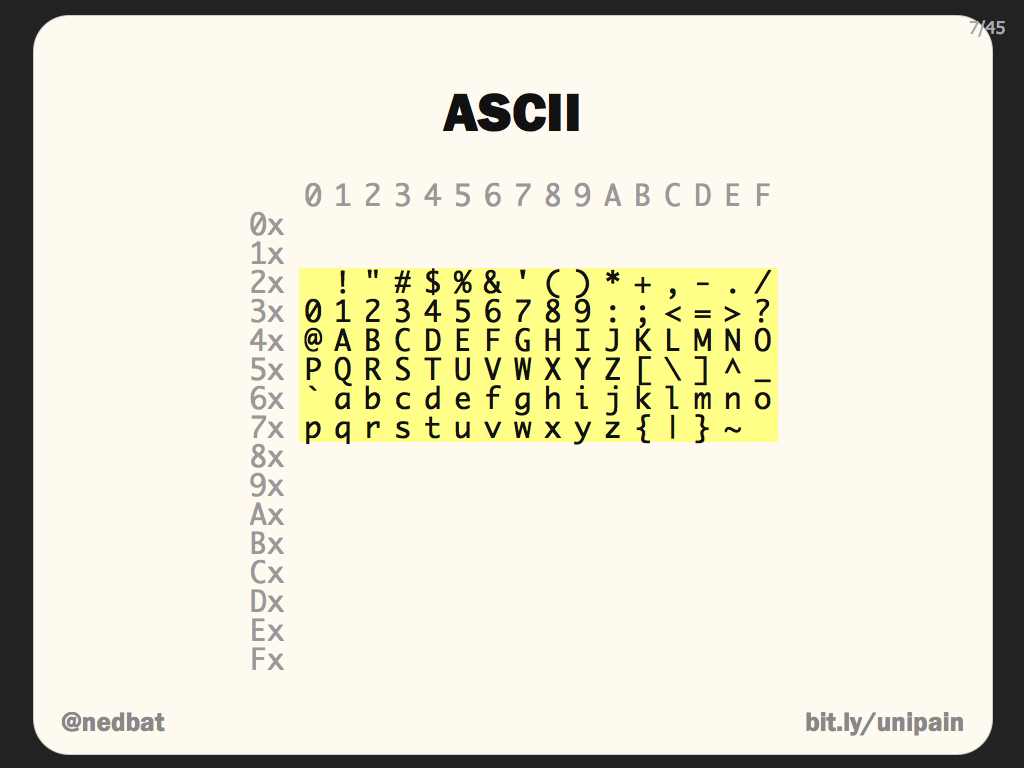 7/45
ASCII
0 1 2 3 4 5 6 7 8 9 A B C D E F
0x
1x
2x ! " # $ % & ' ( ) * + , - . /
3x 0 1 2 3 4 5 6 7 8 9 : ; < = > ?
4x @ A B C D E F G H I J K L M N O
5x P Q R S T U V W X Y Z [ \ ] ^ _
6x ` a b c d e f g h i j k l m n o
7x p q r s t u v w x y z { | } ~
8x
9x
Ax
Bx
Cx
Dx
Ex
Fx
@nedbat bit.ly/unipain